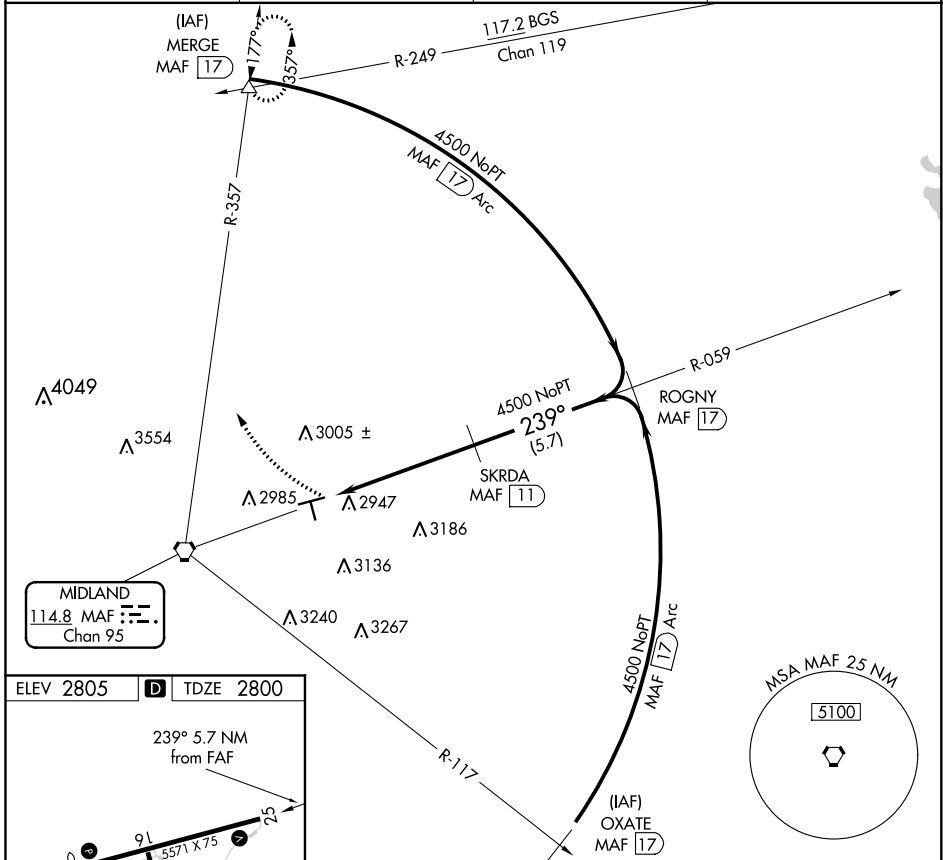 (IAF)
MERGE
MAF 17
177°
357°
117.2 BGS
Chan 119
R-249
4500 NoPT
MAF 17 Arc
R-357
R-059
4049
3554
3005 ±
4500 NoPT
239°
(5.7)
ROGNY
MAF 17
SKRDA
MAF 11
2985
2947
3186
3136
3240
3267
MIDLAND
114.8 MAF
Chan 95
4500 NoPT
MAF 17 Arc
MSA MAF 25 NM
5100
R-117
(IAF)
OXATE
MAF 17
ELEV 2805 D TDZE 2800
239° 5.7 NM
from FAF
25
91
5571 X 75
P
V